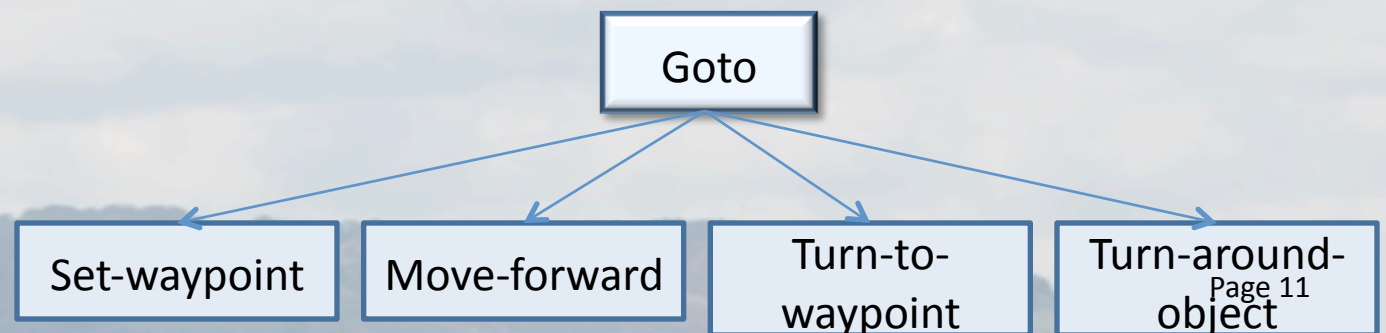 Goto
Set-waypoint
Move-forward
Turn-to-
waypoint
Turn-around-
object
Page 11